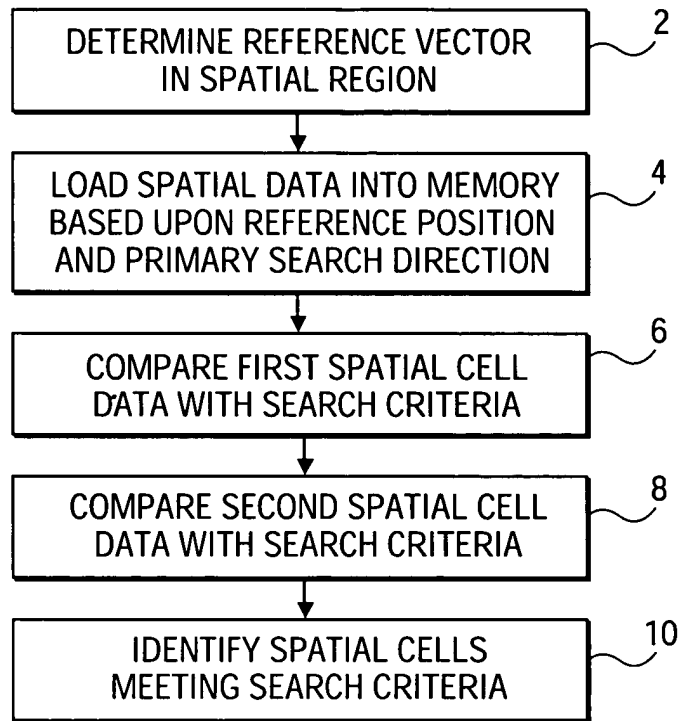 DETERMINE REFERENCE VECTOR
IN SPATIAL REGION
2
LOAD SPATIAL DATA INTO MEMORY
BASED UPON REFERENCE POSITION
AND PRIMARY SEARCH DIRECTION
4
COMPARE FIRST SPATIAL CELL
DATA WITH SEARCH CRITERIA
6
COMPARE SECOND SPATIAL CELL
DATA WITH SEARCH CRITERIA
8
IDENTIFY SPATIAL CELLS
MEETING SEARCH CRITERIA
10